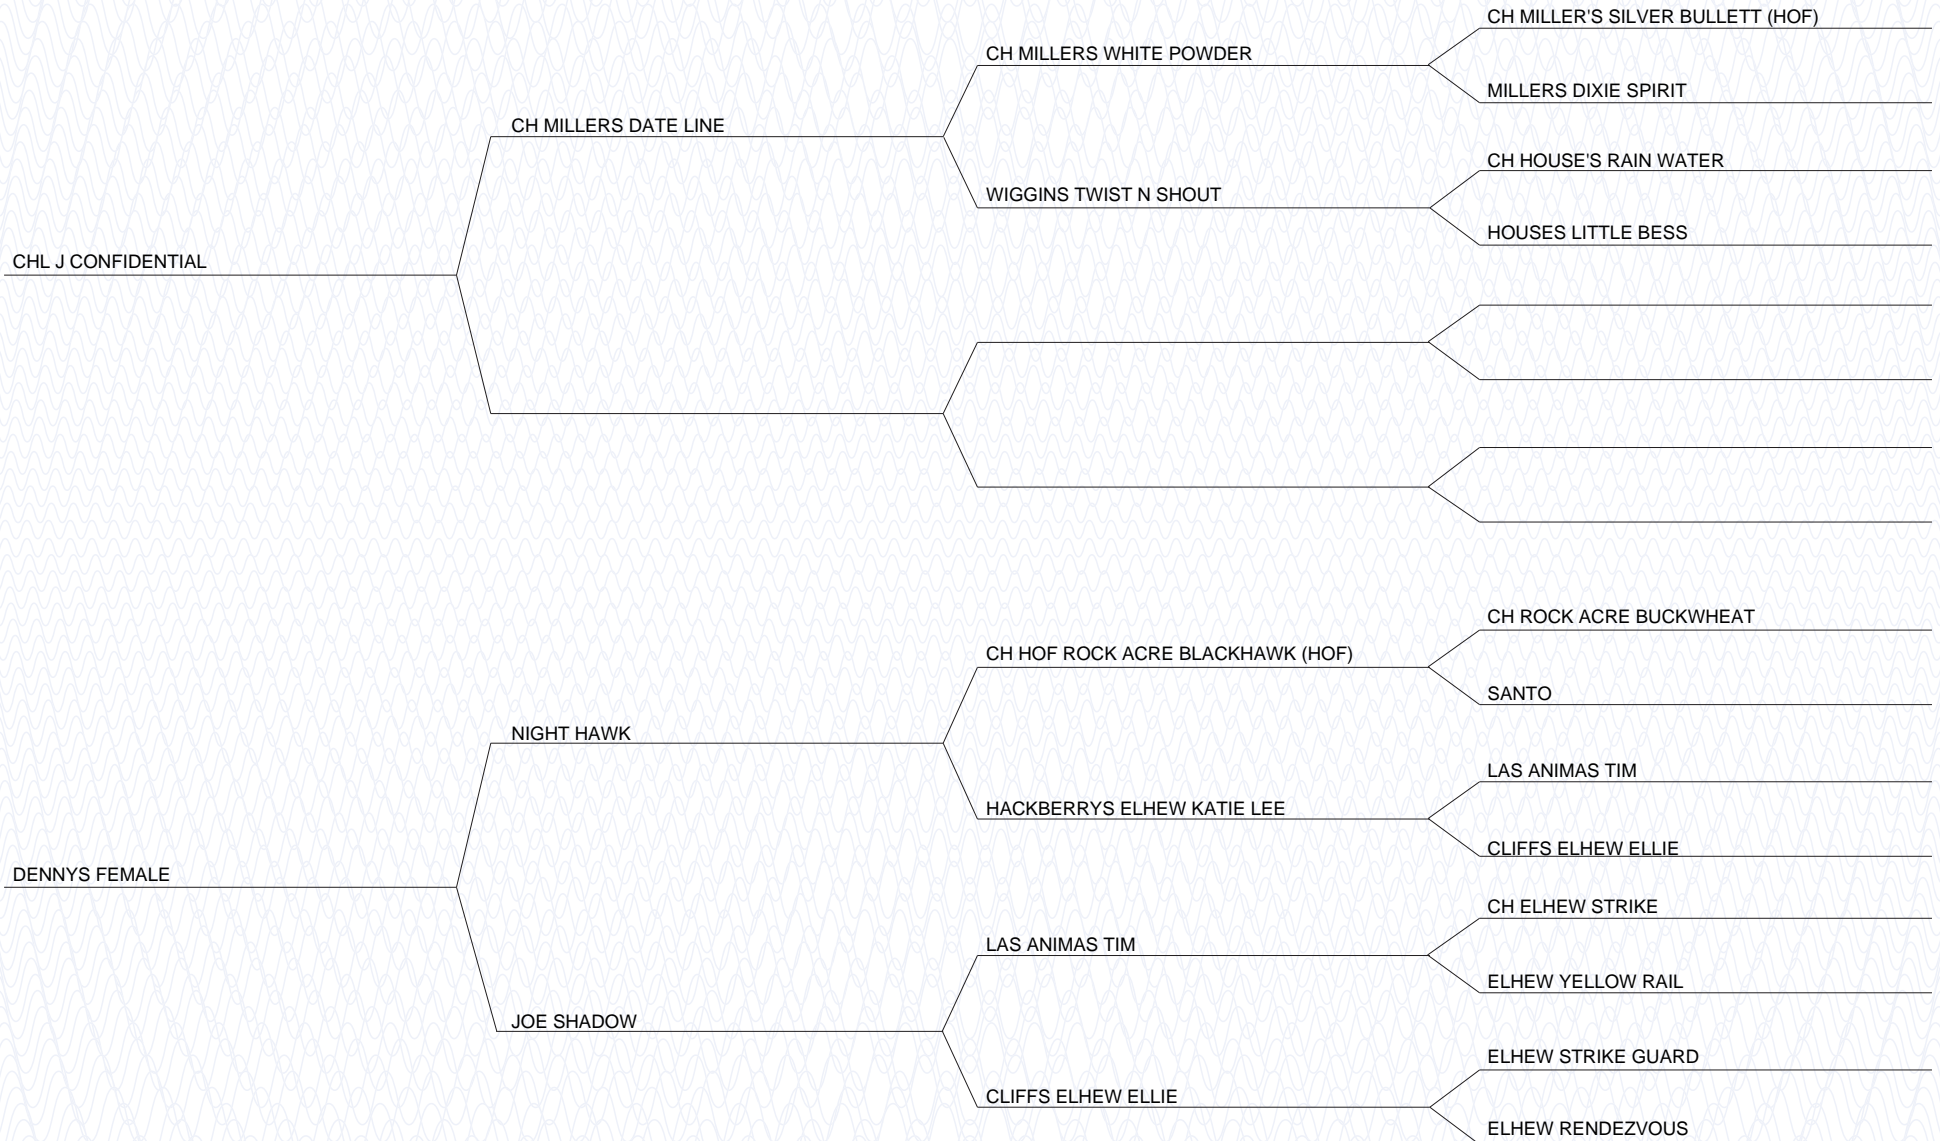 CH MILLER'S SILVER BULLETT (HOF)
CH MILLERS WHITE POWDER
MILLERS DIXIE SPIRIT
CH MILLERS DATE LINE
CH HOUSE'S RAIN WATER
WIGGINS TWIST N SHOUT
HOUSES LITTLE BESS
CHL J CONFIDENTIAL
CH ROCK ACRE BUCKWHEAT
CH HOF ROCK ACRE BLACKHAWK (HOF)
SANTO
NIGHT HAWK
LAS ANIMAS TIM
HACKBERRYS ELHEW KATIE LEE
CLIFFS ELHEW ELLIE
DENNYS FEMALE
CH ELHEW STRIKE
LAS ANIMAS TIM
ELHEW YELLOW RAIL
JOE SHADOW
ELHEW STRIKE GUARD
CLIFFS ELHEW ELLIE
ELHEW RENDEZVOUS